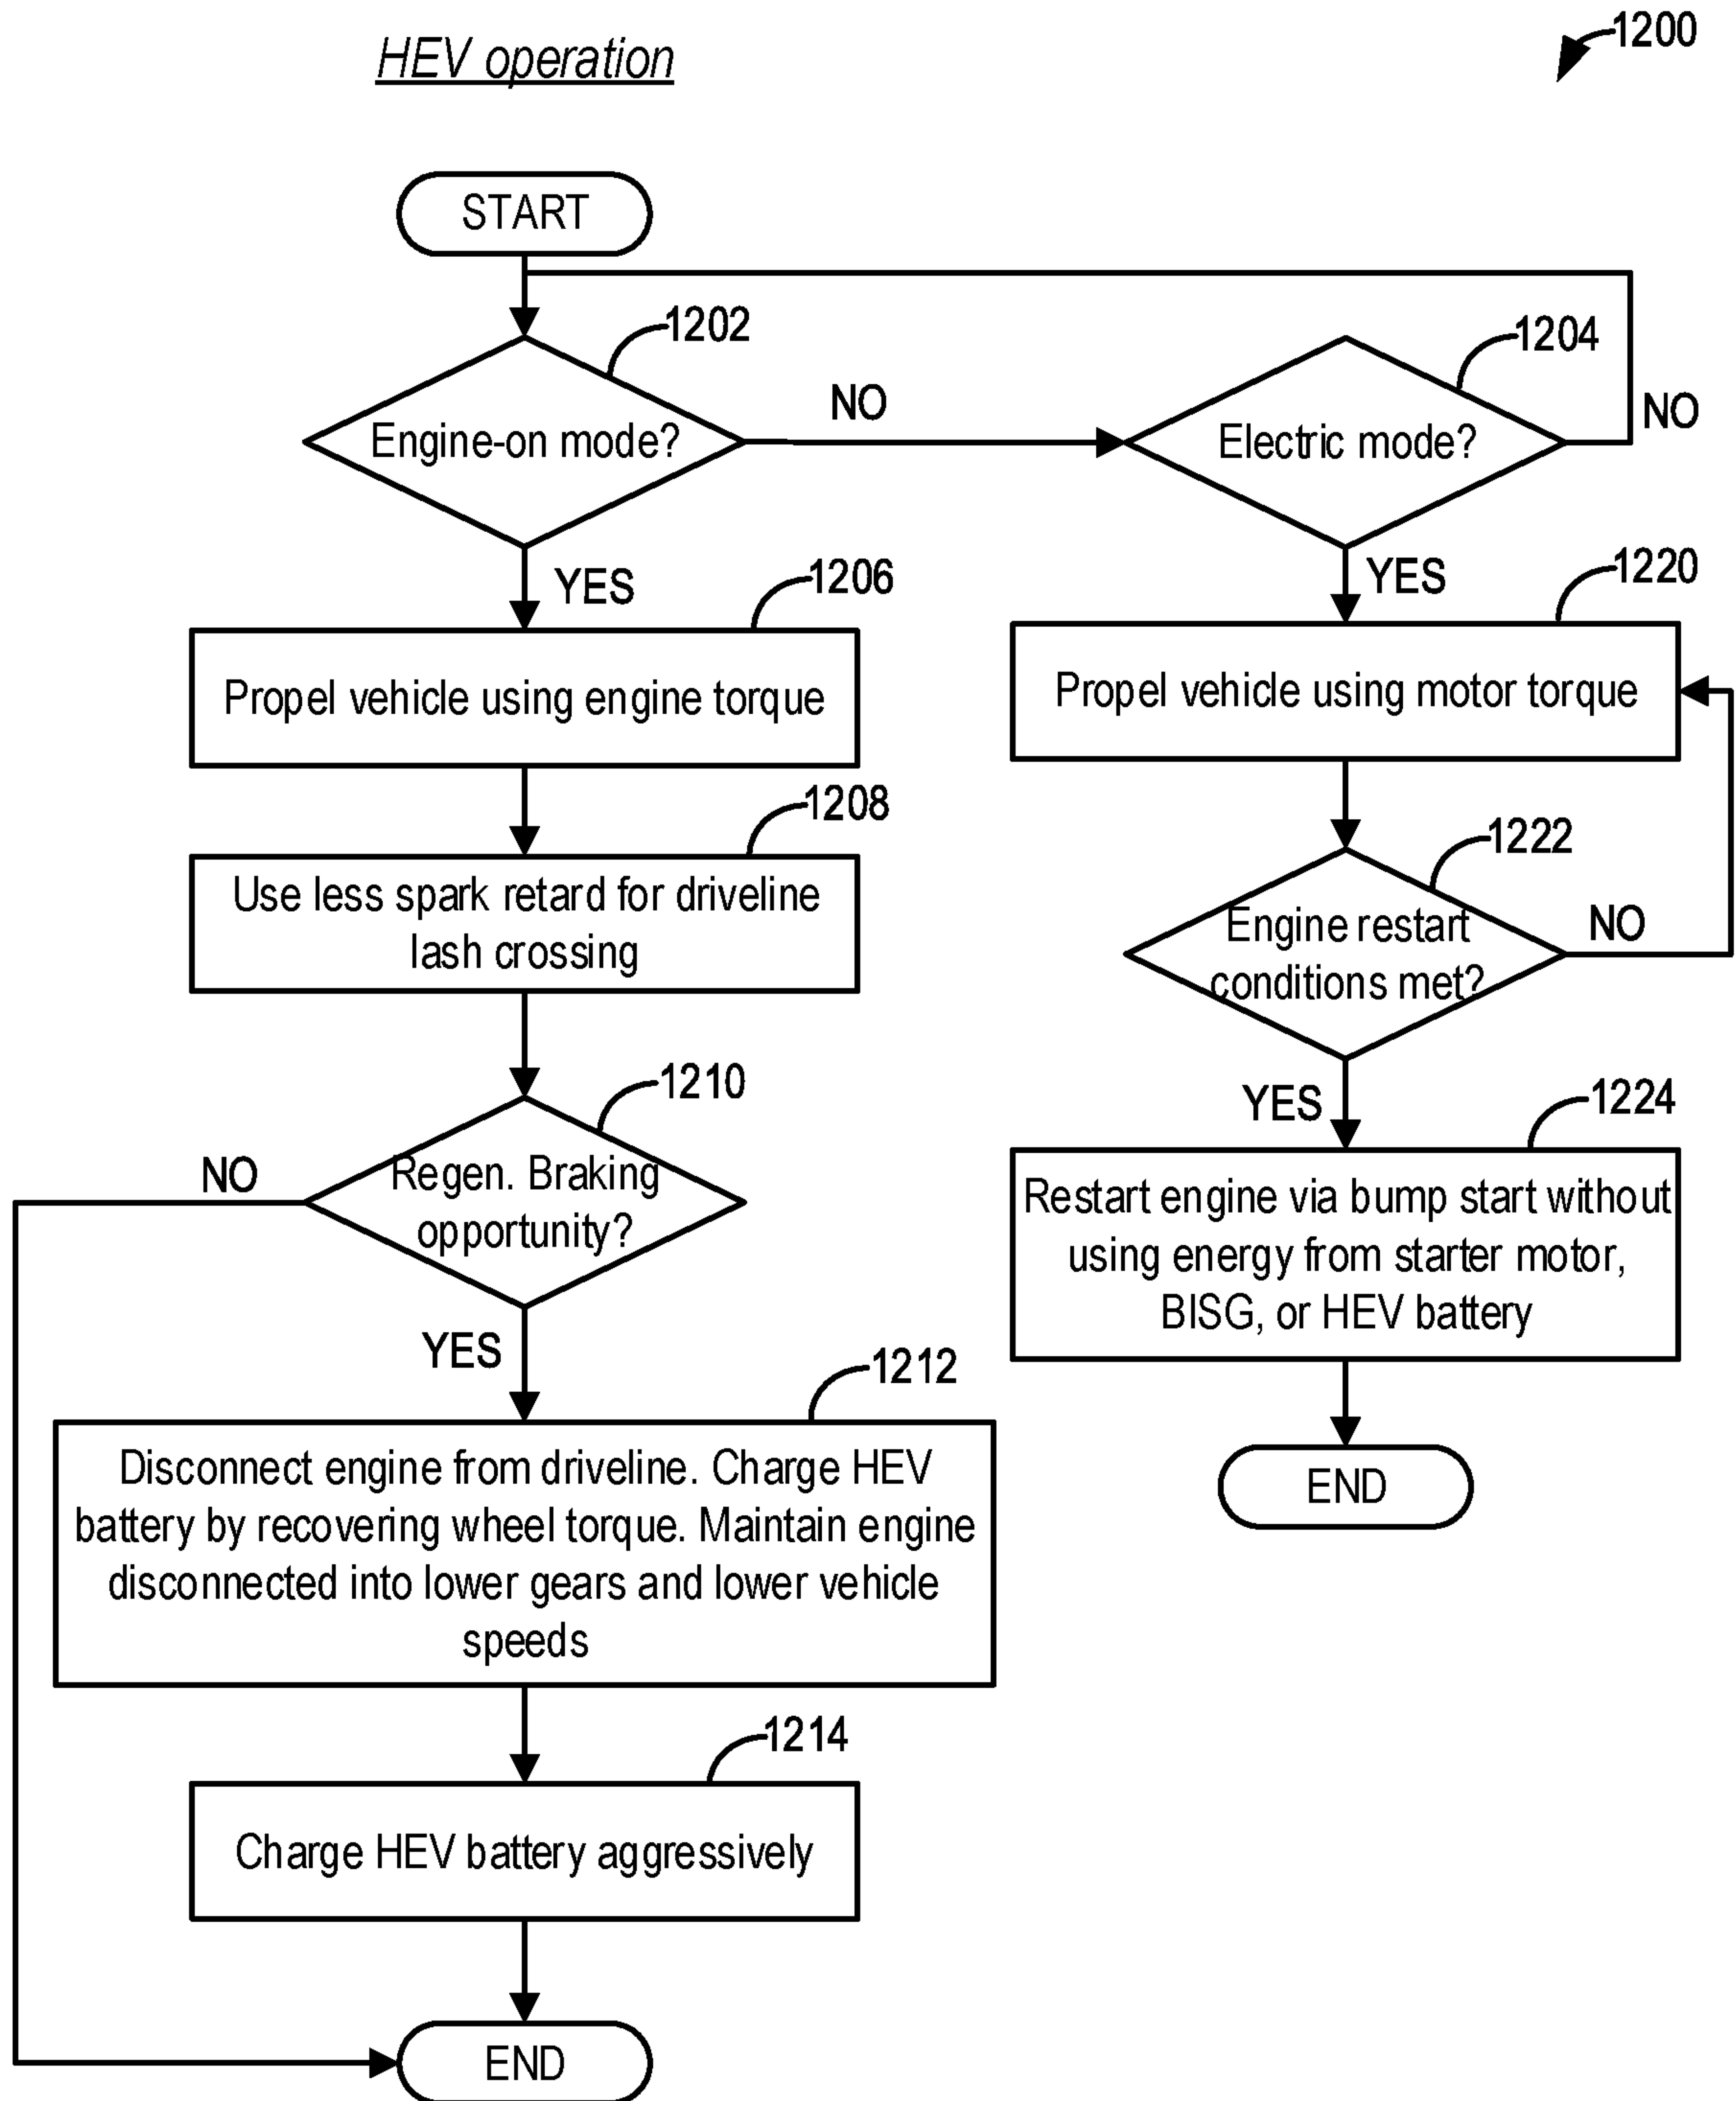 HEV operation
1200
START
1202
Engine-on mode?
NO
1204
Electric mode?
NO
YES
1206
Propel vehicle using engine torque
YES
1220
Propel vehicle using motor torque
1208
Use less spark retard for driveline
lash crossing
1222
Engine restart
conditions met?
NO
1210
Regen. Braking
opportunity?
NO
YES
1224
Restart engine via bump start without
using energy from starter motor,
BISG, or HEV battery
END
YES
1212
Disconnect engine from driveline. Charge HEV
battery by recovering wheel torque. Maintain engine
disconnected into lower gears and lower vehicle
speeds
1214
Charge HEV battery aggressively
END